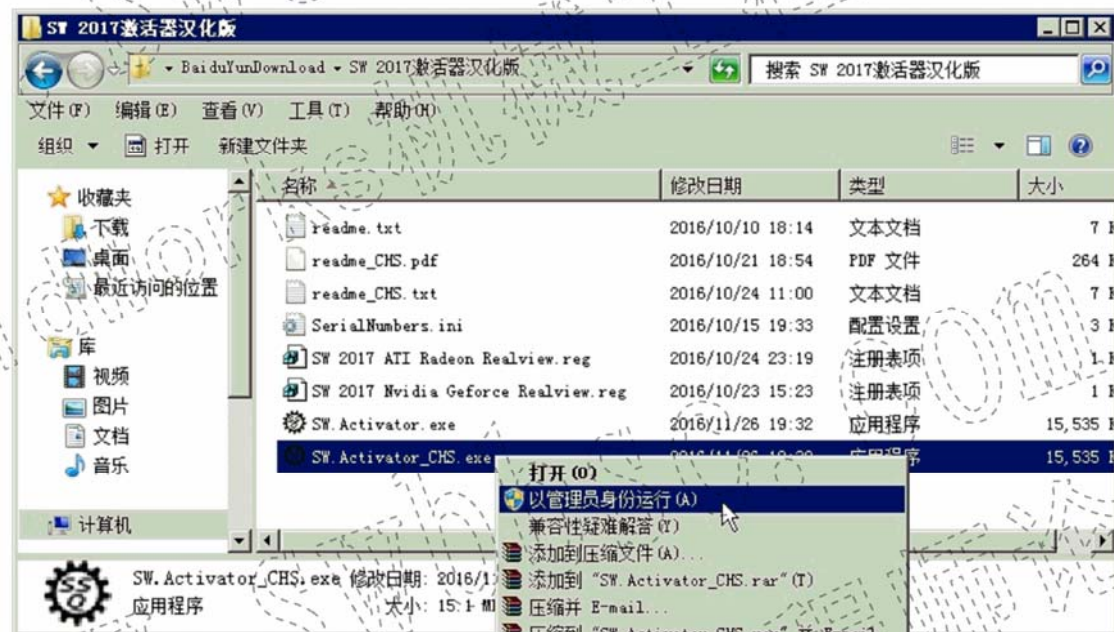 SW 2017激活器汉化版
BaiduYunDownload SW 2017激活器汉化版
搜索 SW 2017激活器汉化版
文件(F) 编辑(E) 查看(V) 工具(T) 帮助(H)
组织 打开 新建文件夹
收藏夹
下载
桌面
最近访问的位置
库
视频
图片
文档
音乐
计算机
名称 修改日期 类型 大小
readme.txt 2016/10/10 18:14 文本文档 7
readme_CHS.pdf 2016/10/21 18:54 PDF 文件 264
readme_CHS.txt 2016/10/24 11:00 文本文档 7
SerialNumbers.ini 2016/10/15 19:33 配置设置 3
SW 2017 ATI Radeon Realview.reg 2016/10/24 23:19 注册表项 1
SW 2017 Nvidia Geforce Realview.reg 2016/10/23 15:23 注册表项 1
SW.Activator.exe 2016/11/26 19:32 应用程序 15,535
SW.Activator_CHS.exe 应用程序 15,535
打开(O)
以管理员身份运行(A)
兼容性疑难解答(Y)
添加到压缩文件(A)...
添加到 "SW.Activator_CHS.rar"(T)
压缩并 E-mail...
SW.Activator_CHS.exe 修改日期: 2016/1
应用程序 大小: 15.1
SSQ